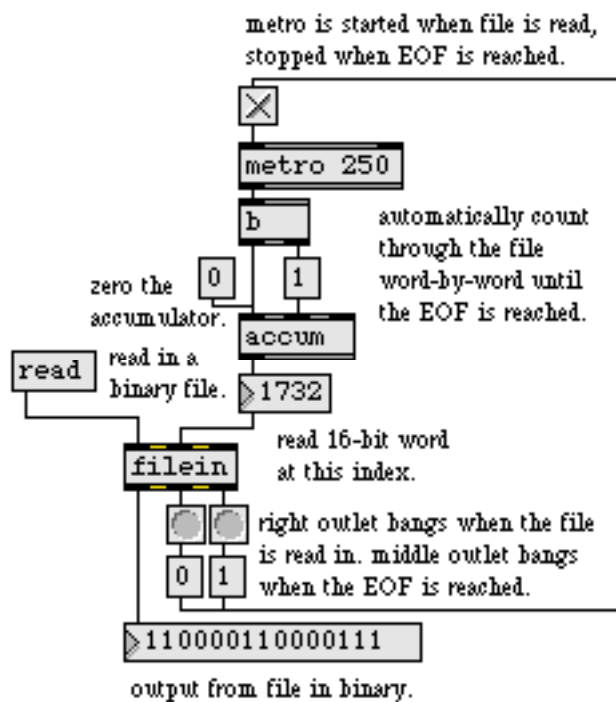 metro is started when file is read,
stopped when EOF is reached.
metro 250
b
automatically count
through the file
word-by-word until
the EOF is reached.
0
1
zero the
accumulator.
accum
read
read in a
binary file.
1732
read 16-bit word
at this index.
filein
right outlet bangs when the file
is read in. middle outlet bangs
when the EOF is reached.
0
1
110000110000111
output from file in binary.